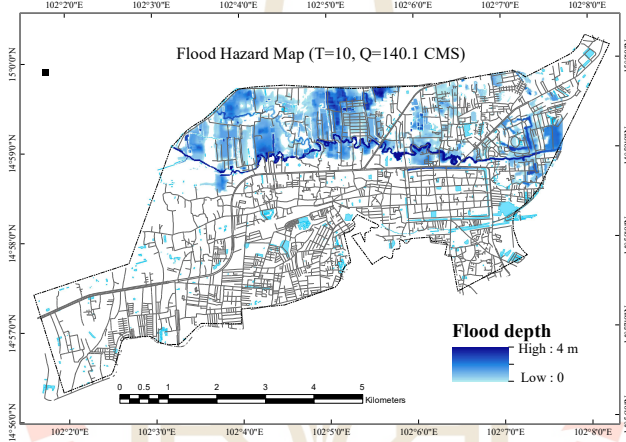 102°2'0"E 102°3'0"E 102°4'0"E 102°5'0"E 102°6'0"E 102°7'0"E 102°8'0"E
Flood Hazard Map (T=10, Q=140.1 CMS)
15°0'0"N
14°59'0"N
14°58'0"N
14°57'0"N
14°56'0"N
Flood depth
High : 4 m
Low : 0
0 0.5 1 2 3 4 5
Kilometers
102°2'0"E 102°3'0"E 102°4'0"E 102°5'0"E 102°6'0"E 102°7'0"E 102°8'0"E